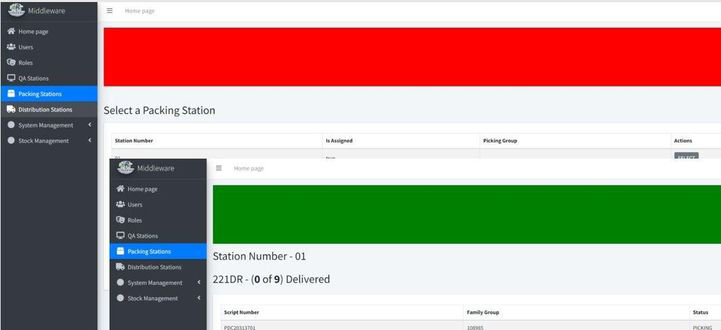 Middleware
Home page
Home page
Users
Roles
QA Stations
Packing Stations
Distribution Stations
System Management
Stock Management
Select a Packing Station
Station Number Is Assigned Picking Group Actions
01 true SELECT
Middleware
Home page
Home page
Users
Roles
QA Stations
Packing Stations
Distribution Stations
System Management
Stock Management
Station Number - 01
221DR - (0 of 9) Delivered
Script Number Family Group Status
PDC20313701 108985 PICKING